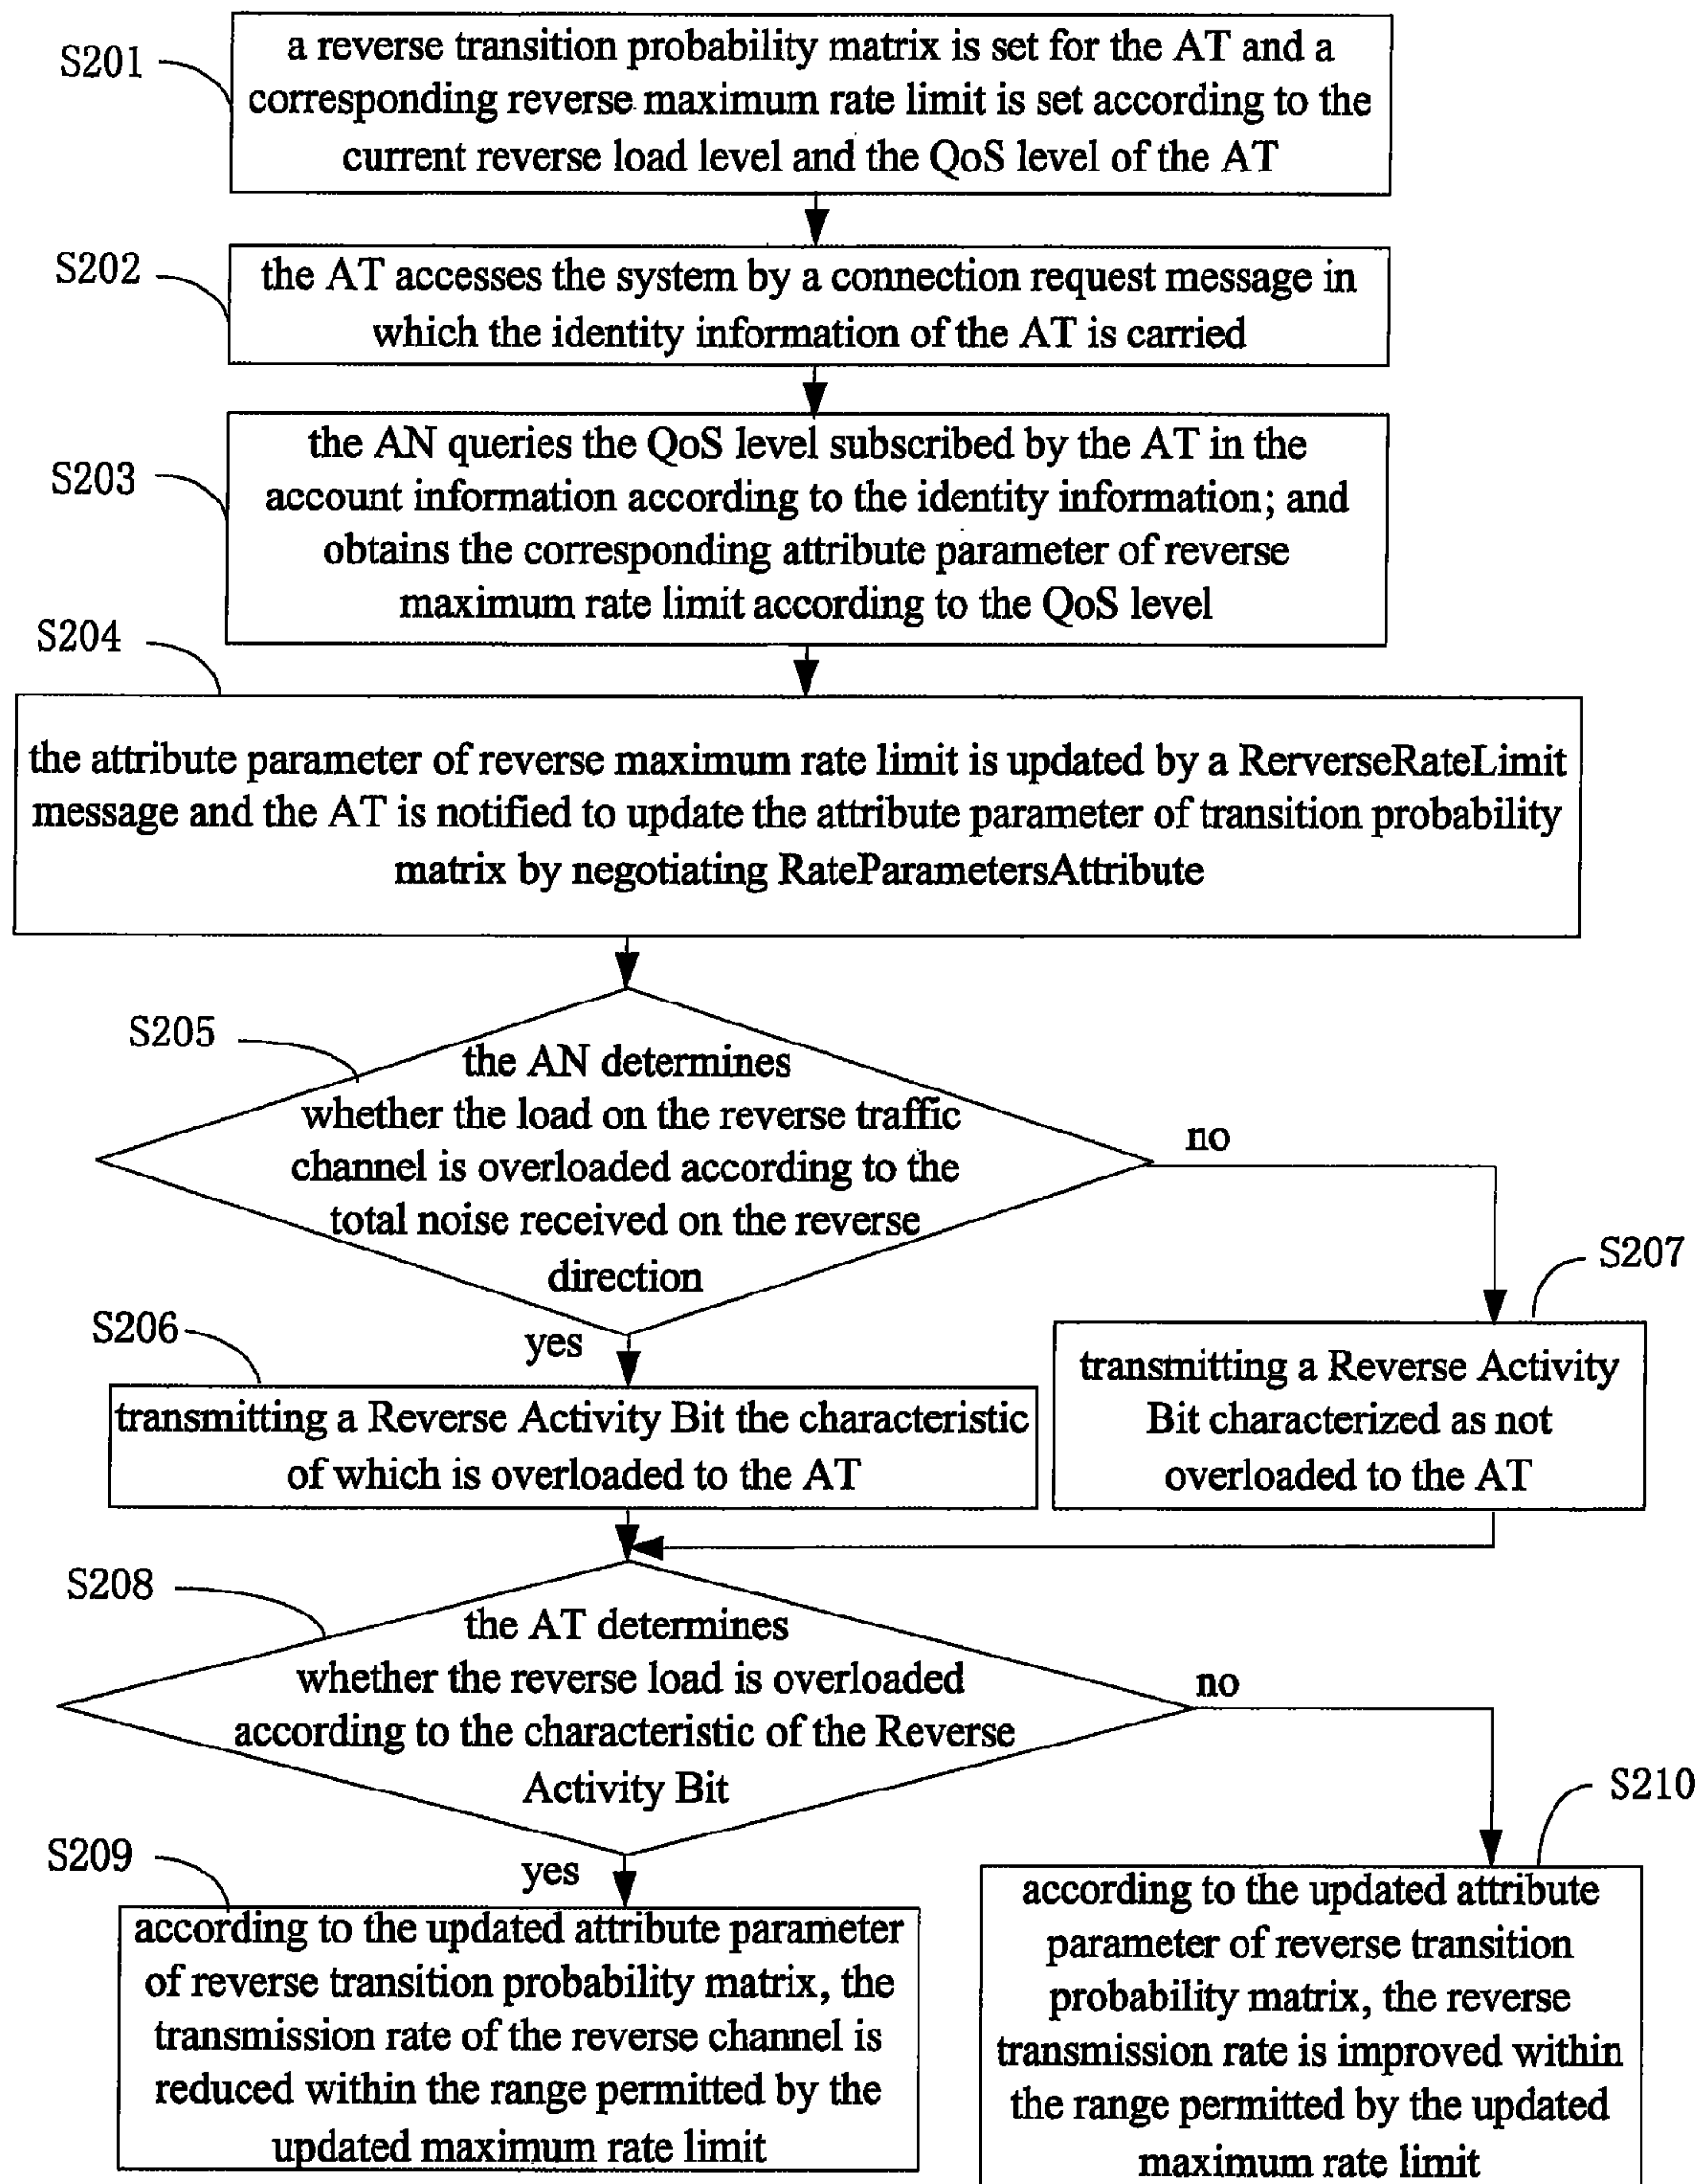 S201
a reverse transition probability matrix is set for the AT and a
corresponding reverse maximum rate limit is set according to the
current reverse load level and the QoS level of the AT
S202
the AT accesses the system by a connection request message in
which the identity information of the AT is carried
S203
the AN queries the QoS level subscribed by the AT in the
account information according to the identity information; and
obtains the corresponding attribute parameter of reverse
maximum rate limit according to the QoS level
S204
the attribute parameter of reverse maximum rate limit is updated by a RerverseRateLimit
message and the AT is notified to update the attribute parameter of transition probability
matrix by negotiating RateParametersAttribute
S205
the AN determines
whether the load on the reverse traffic
channel is overloaded according to the
total noise received on the reverse
direction
no
yes
S206
transmitting a Reverse Activity Bit the characteristic
of which is overloaded to the AT
S207
transmitting a Reverse Activity
Bit characterized as not
overloaded to the AT
S208
the AT determines
whether the reverse load is overloaded
according to the characteristic of the Reverse
Activity Bit
no
yes
S209
according to the updated attribute parameter
of reverse transition probability matrix, the
transmission rate of the reverse channel is
reduced within the range permitted by the
updated maximum rate limit
S210
according to the updated attribute
parameter of reverse transition
probability matrix, the reverse
transmission rate is improved within
the range permitted by the updated
maximum rate limit